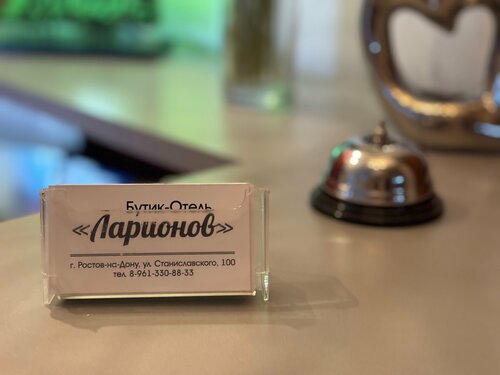 Бутик-Отель
«Ларионов»
г. Ростов-на-Дону, ул. Станиславского, 100
тел. 8-961-330-88-33